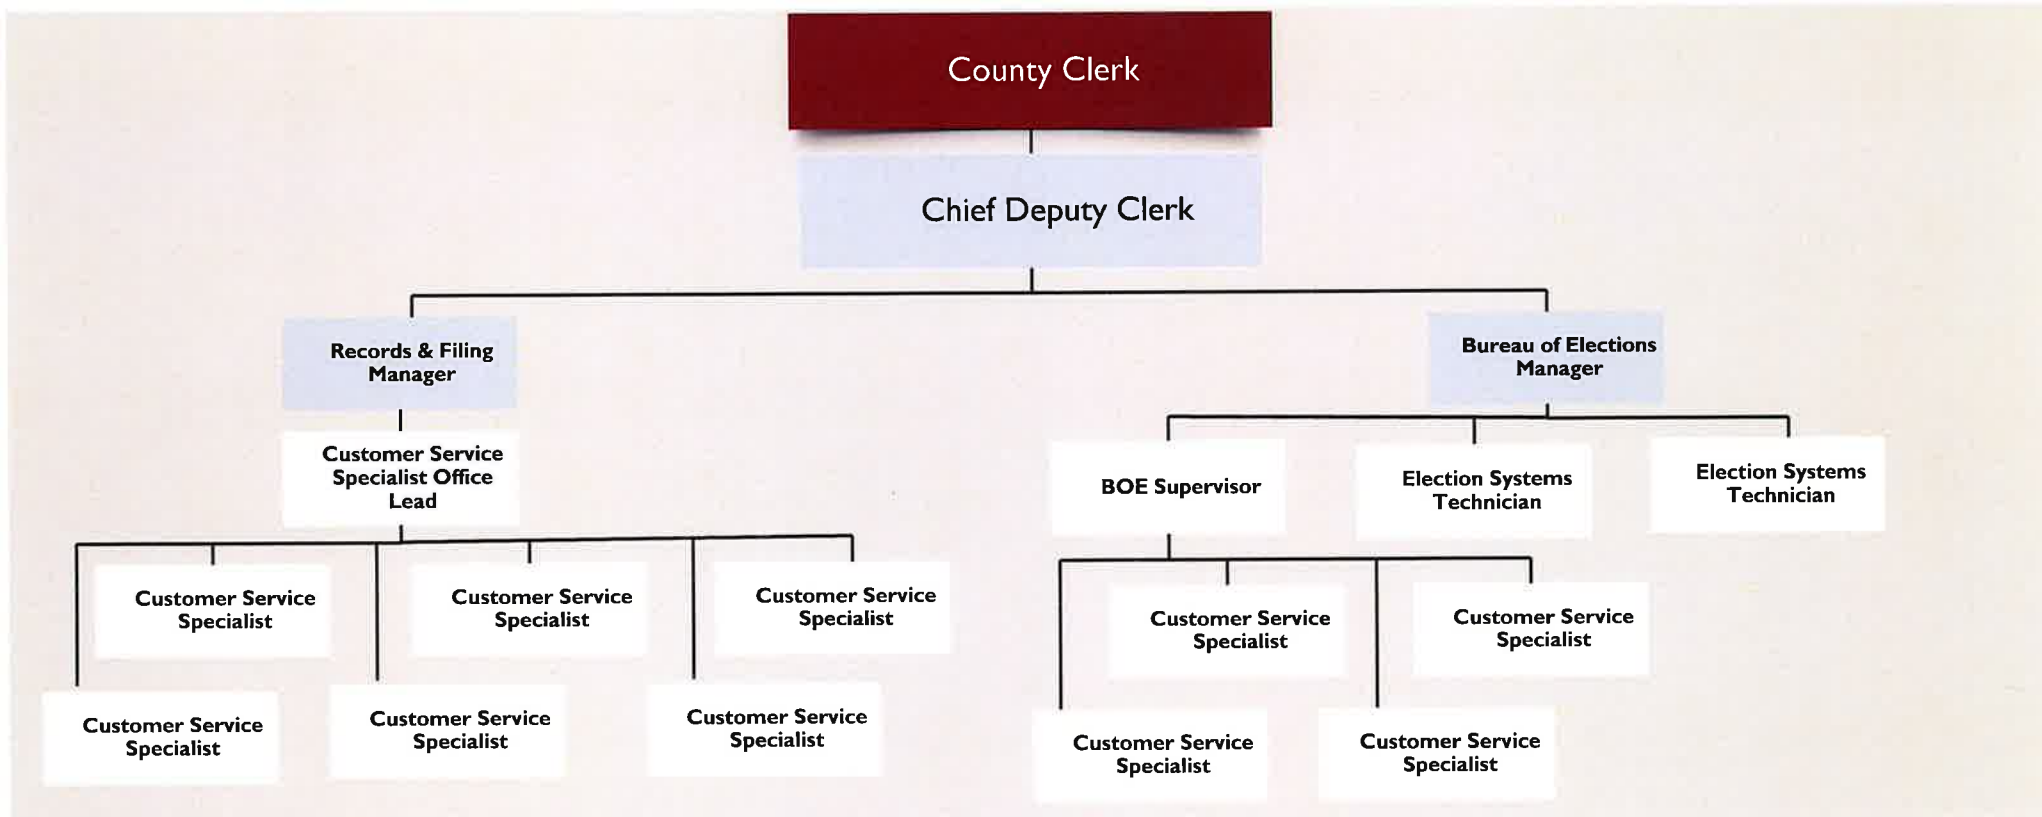 County Clerk
Chief Deputy Clerk
Records & Filing
Manager
Bureau of Elections
Manager
Customer Service
Specialist Office
Lead
BOE Supervisor
Election Systems
Technician
Election Systems
Technician
Customer Service
Specialist
Customer Service
Specialist
Customer Service
Specialist
Customer Service
Specialist
Customer Service
Specialist
Customer Service
Specialist
Customer Service
Specialist
Customer Service
Specialist
Customer Service
Specialist
Customer Service
Specialist